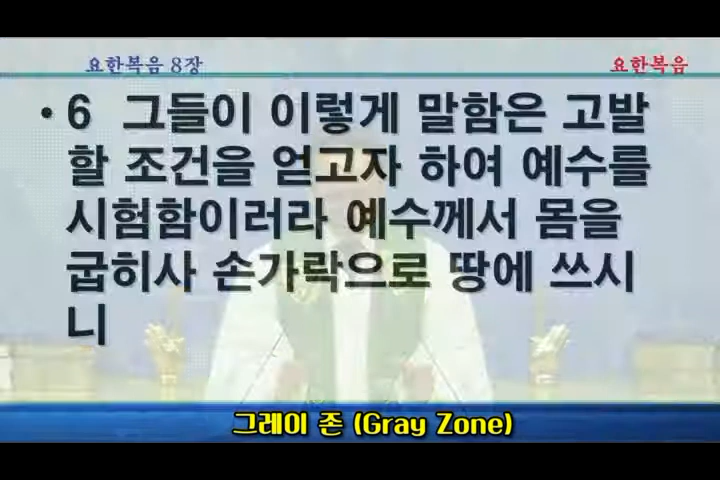 요한복음 8장 요한복음
• 6 그들이 이렇게 말함은 고발
할 조건을 얻고자 하여 예수를
시험함이러라 예수께서 몸을
굽히사 손가락으로 땅에 쓰시
니
그레이 존 (Gray Zone)